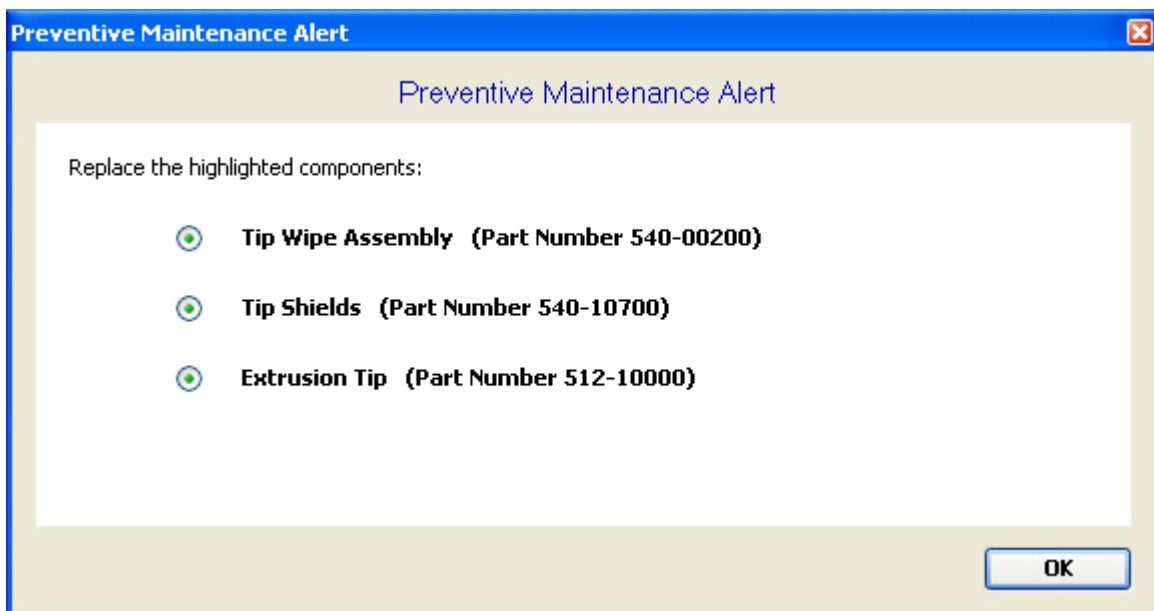 Preventive Maintenance Alert
Preventive Maintenance Alert
Replace the highlighted components:
Tip Wipe Assembly (Part Number 540-00200)
Tip Shields (Part Number 540-10700)
Extrusion Tip (Part Number 512-10000)
OK